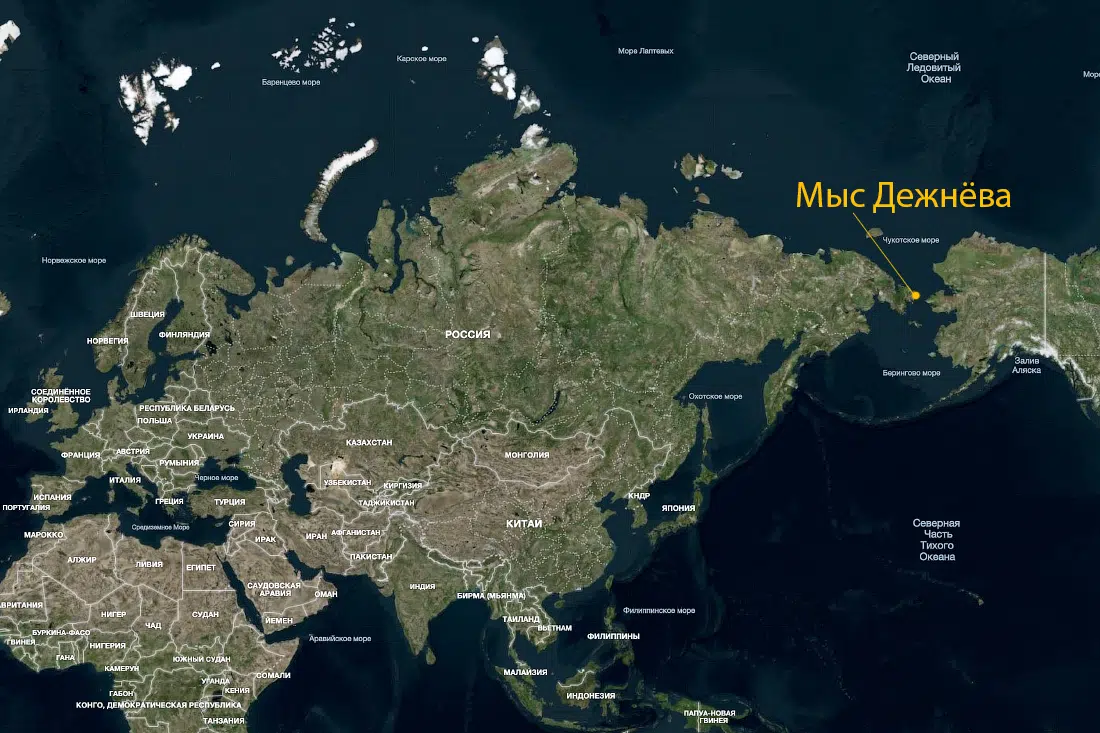 Море Лаптевых
Карское море
Баренцево море
Северный
Ледовитый
Океан
Мыс Дежнёва
Чукотское море
Норвежское море
ШВЕЦИЯ
ФИНЛЯНДИЯ
НОРВЕГИЯ
РОССИЯ
Залив
Аляска
Берингово море
Охотское море
СОЕДИНЁННОЕ
КОРОЛЕВСТВО
ИРЛАНДИЯ
РЕСПУБЛИКА БЕЛАРУСЬ
ПОЛЬША
УКРАИНА
КАЗАХСТАН
ФРАНЦИЯ
АВСТРИЯ
РУМЫНИЯ
МОНГОЛИЯ
ИТАЛИЯ
Черное море
УЗБЕКИСТАН
КИРГИЗИЯ
ИСПАНИЯ
ПОРТУГАЛИЯ
ГРЕЦИЯ
ТУРЦИЯ
ТАДЖИКИСТАН
КНДР
ЯПОНИЯ
Средиземное Море
СИРИЯ
КИТАЙ
МАРОККО
ИРАК
ИРАН
АФГАНИСТАН
Северная
Часть
Тихого
Океана
АЛЖИР
ЛИВИЯ
ЕГИПЕТ
ПАКИСТАН
САУДОВСКАЯ
АРАВИЯ
ОМАН
ИНДИЯ
БИРМА (МЬЯНМА)
АВРИТАНИЯ
НИГЕР
СУДАН
ЧАД
ЙЕМЕН
Филиппинское море
ТАИЛАНД
ВЬЕТНАМ
БУРКИНА-ФАСО
ГВИНЕЯ
НИГЕРИЯ
Аравийское море
ФИЛИППИНЫ
ГАНА
ЮЖНЫЙ СУДАН
КАМЕРУН
СОМАЛИ
МАЛАЙЗИЯ
УГАНДА
КЕНИЯ
ГАБОН
ИНДОНЕЗИЯ
КОНГО, ДЕМОКРАТИЧЕСКАЯ РЕСПУБЛИКА
ПАПУА-НОВАЯ
ГВИНЕЯ
ТАНЗАНИЯ